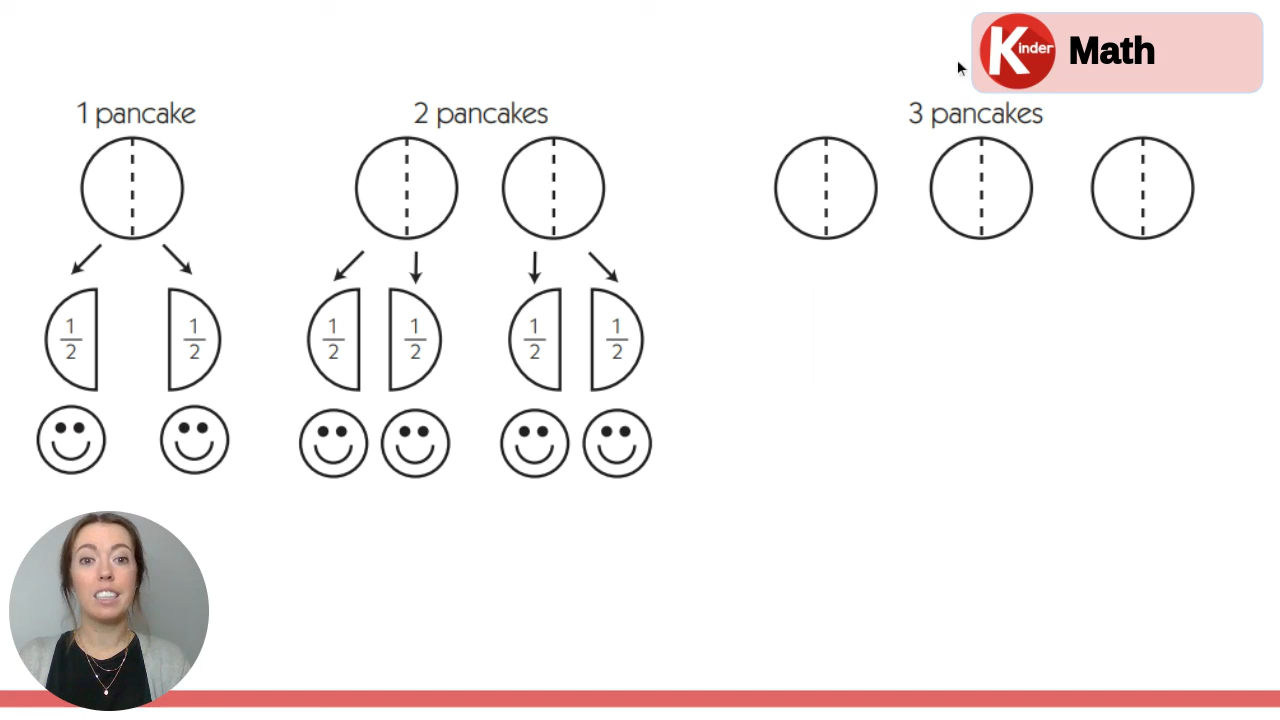 Kinder Math
1 pancake
2 pancakes
3 pancakes
1/2 1/2 1/2 1/2 1/2 1/2